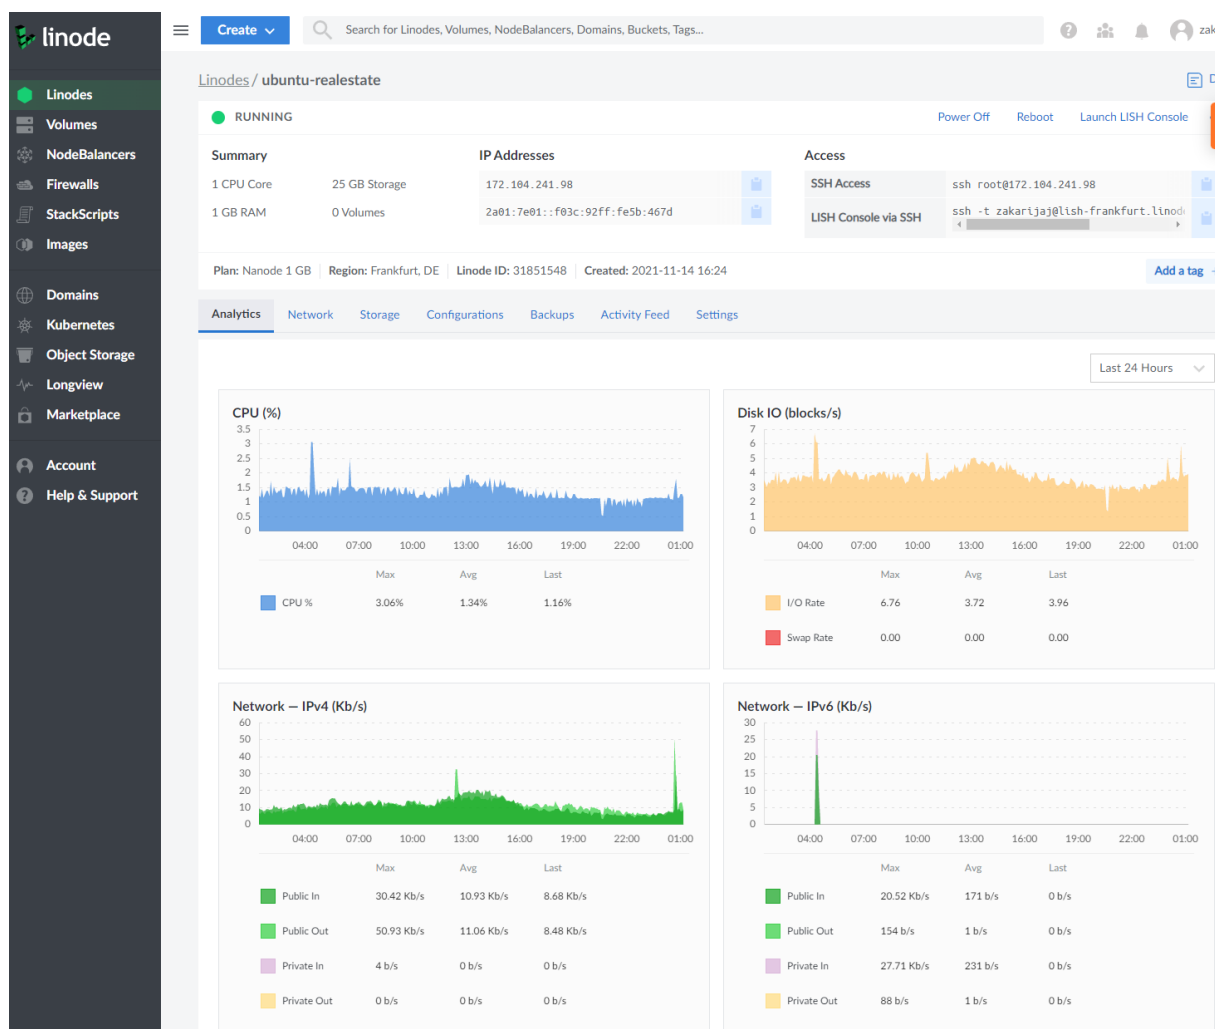 linode
Create
Search for Linodes, Volumes, NodeBalancers, Domains, Buckets, Tags...
zak
Linodes
Volumes
NodeBalancers
Firewalls
StackScripts
Images
Domains
Kubernetes
Object Storage
Longview
Marketplace
Account
Help & Support
Linodes / ubuntu-realestate
D
RUNNING
Power Off Reboot Launch LISH Console
Summary
1 CPU Core 25 GB Storage
1 GB RAM 0 Volumes
IP Addresses
172.104.241.98
2a01:7e01::f03c:92ff:fe5b:467d
Access
SSH Access ssh root@172.104.241.98
LISH Console via SSH ssh -t zakarijaj@lish-frankfurt.linod
Plan: Nanode 1 GB Region: Frankfurt, DE Linode ID: 31851548 Created: 2021-11-14 16:24
Add a tag
Analytics Network Storage Configurations Backups Activity Feed Settings
Last 24 Hours
CPU (%)
3.5
3
2.5
2
1.5
1
0.5
0
04:00 07:00 10:00 13:00 16:00 19:00 22:00 01:00
Max Avg Last
CPU % 3.06% 1.34% 1.16%
Disk IO (blocks/s)
7
6
5
4
3
2
1
0
04:00 07:00 10:00 13:00 16:00 19:00 22:00 01:00
Max Avg Last
I/O Rate 6.76 3.72 3.96
Swap Rate 0.00 0.00 0.00
Network — IPv4 (Kb/s)
60
50
40
30
20
10
0
04:00 07:00 10:00 13:00 16:00 19:00 22:00 01:00
Max Avg Last
Public In 30.42 Kb/s 10.93 Kb/s 8.68 Kb/s
Public Out 50.93 Kb/s 11.06 Kb/s 8.48 Kb/s
Private In 4 b/s 0 b/s 0 b/s
Private Out 0 b/s 0 b/s 0 b/s
Network — IPv6 (Kb/s)
30
25
20
15
10
5
0
04:00 07:00 10:00 13:00 16:00 19:00 22:00 01:00
Max Avg Last
Public In 20.52 Kb/s 171 b/s 0 b/s
Public Out 154 b/s 1 b/s 0 b/s
Private In 27.71 Kb/s 231 b/s 0 b/s
Private Out 88 b/s 1 b/s 0 b/s